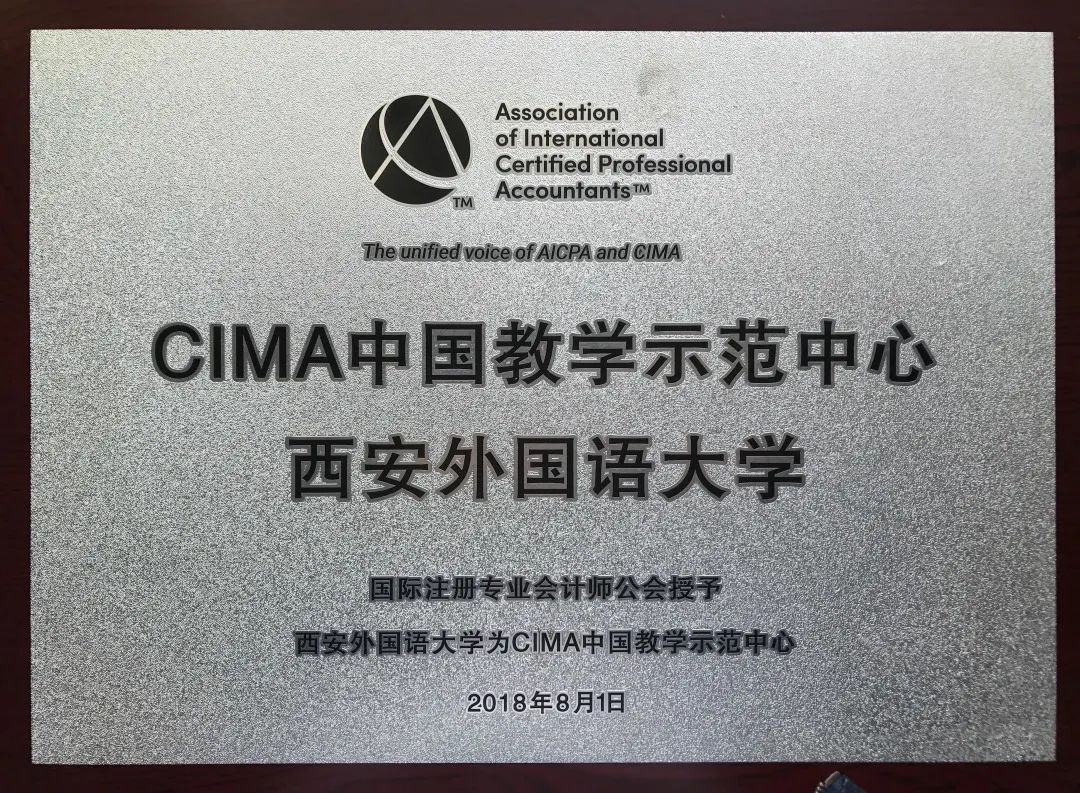 Association
of International
Certified Professional
Accountants™
TM
The unified voice of AICPA and CIMA
CIMA中国教学示范中心
西安外国语大学
国际注册专业会计师公会授予
西安外国语大学为CIMA中国教学示范中心
2018年8月1日